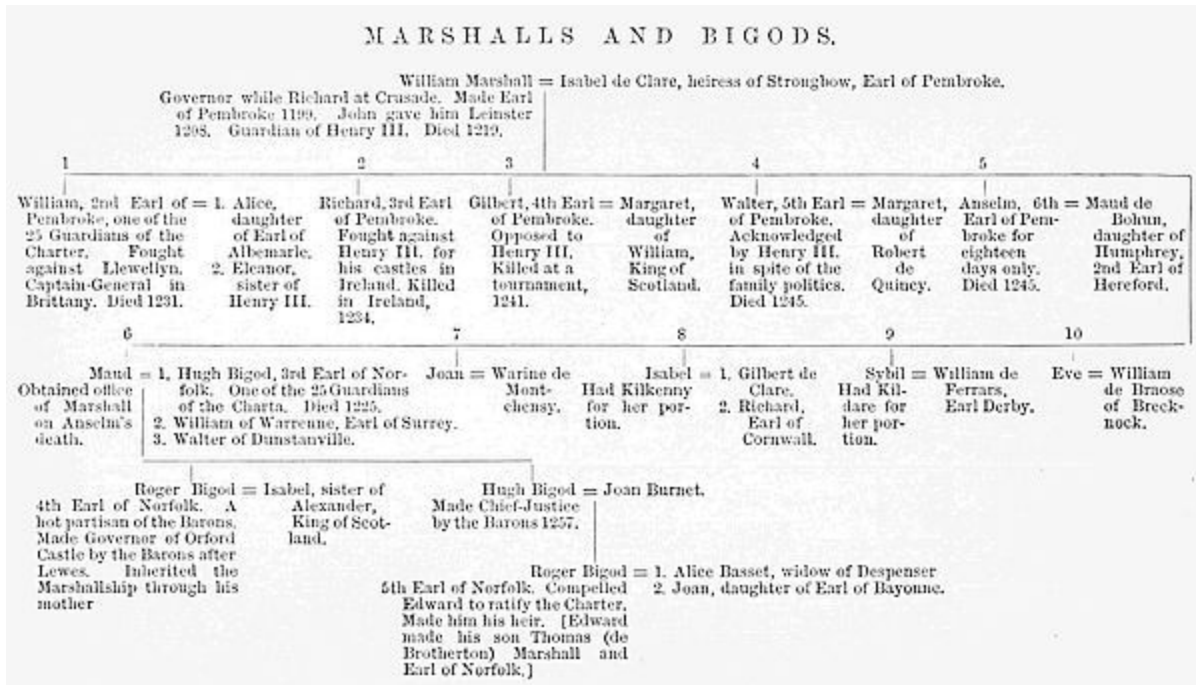 MARSHALLS AND BIGODS.
William Marshall = Isabel de Clare, heiress of Strongbow, Earl of Pembroke.
Governor while Richard at Crusade. Made Earl
of Pembroke 1199. John gave him Leinster
1208. Guardian of Henry III. Died 1219.
1 2 3 4 5
William, 2nd Earl of = 1. Alice,
Pembroke, one of the daughter
25 Guardians of the of Earl of
Charter. Fought Albemarle.
against Llewellyn. 2. Eleanor,
Captain-General in sister of
Brittany. Died 1231. Henry III.
Richard, 3rd Earl
of Pembroke.
Fought against
Henry III. for
his castles in
Ireland. Killed
in Ireland,
1234.
Gilbert, 4th Earl = Margaret,
of Pembroke. daughter
Opposed to of
Henry III. William,
Killed at a King of
tournament, Scotland.
1241.
Walter, 5th Earl = Margaret,
of Pembroke. daughter
Acknowledged of
by Henry III. Robert
in spite of the de
family politics. Quincy.
Died 1245.
Anselm, 6th = Maud de
Earl of Pem- Bohun,
broke for daughter of
eighteen Humphrey,
days only. 2nd Earl of
Died 1245. Hereford.
6 7 8 9 10
Maud = 1. Hugh Bigod, 3rd Earl of Nor-
Obtained office folk. One of the 25 Guardians
of Marshall of the Charta. Died 1225.
on Anselm's 2. William of Warrenne, Earl of Surrey.
death. 3. Walter of Dunstanville.
Joan = Warine de
Mont-
chensy.
Isabel = 1. Gilbert de
Had Kilkenny Clare.
for her por- 2. Richard,
tion. Earl of
Cornwall.
Sybil = William de
Had Kil- Ferrars,
dare for Earl Derby.
her por-
tion.
Eve = William
de Braose
of Breck-
nock.
Roger Bigod = Isabel, sister of
4th Earl of Norfolk. A Alexander,
hot partisan of the Barons. King of Scot-
Made Governor of Orford land.
Castle by the Barons after
Lewes. Inherited the
Marshallship through his
mother
Hugh Bigod = Joan Burnet.
Made Chief-Justice
by the Barons 1257.
Roger Bigod = 1. Alice Basset, widow of Despenser
5th Earl of Norfolk. Compelled 2. Joan, daughter of Earl of Bayonne.
Edward to ratify the Charter.
Made him his heir. [Edward
made his son Thomas (de
Brotherton) Marshall and
Earl of Norfolk.]